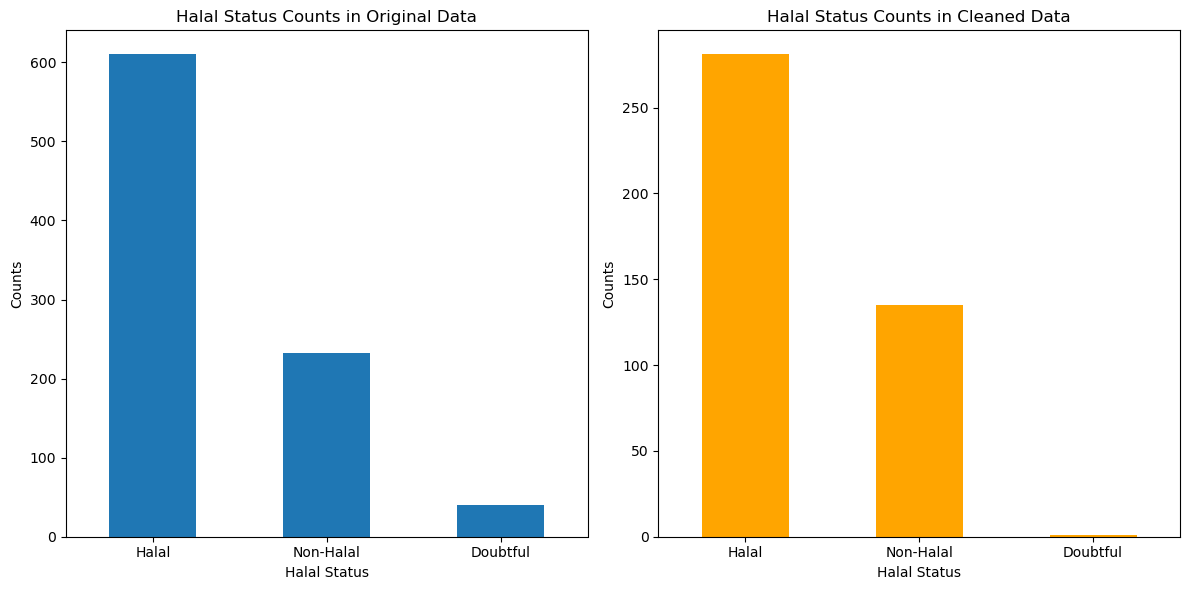 Halal Status Counts in Original Data
600
500
400
300
200
100
0
Counts
Halal Non-Halal Doubtful
Halal Status
Halal Status Counts in Cleaned Data
250
200
150
100
50
0
Counts
Halal Non-Halal Doubtful
Halal Status